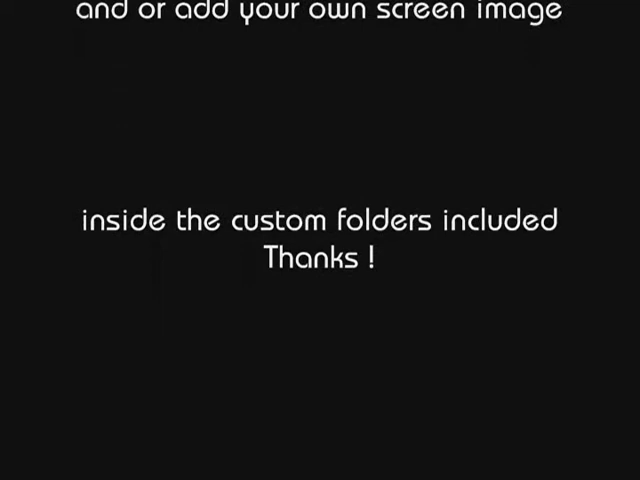 and or add your own screen image
inside the custom folders included
Thanks !